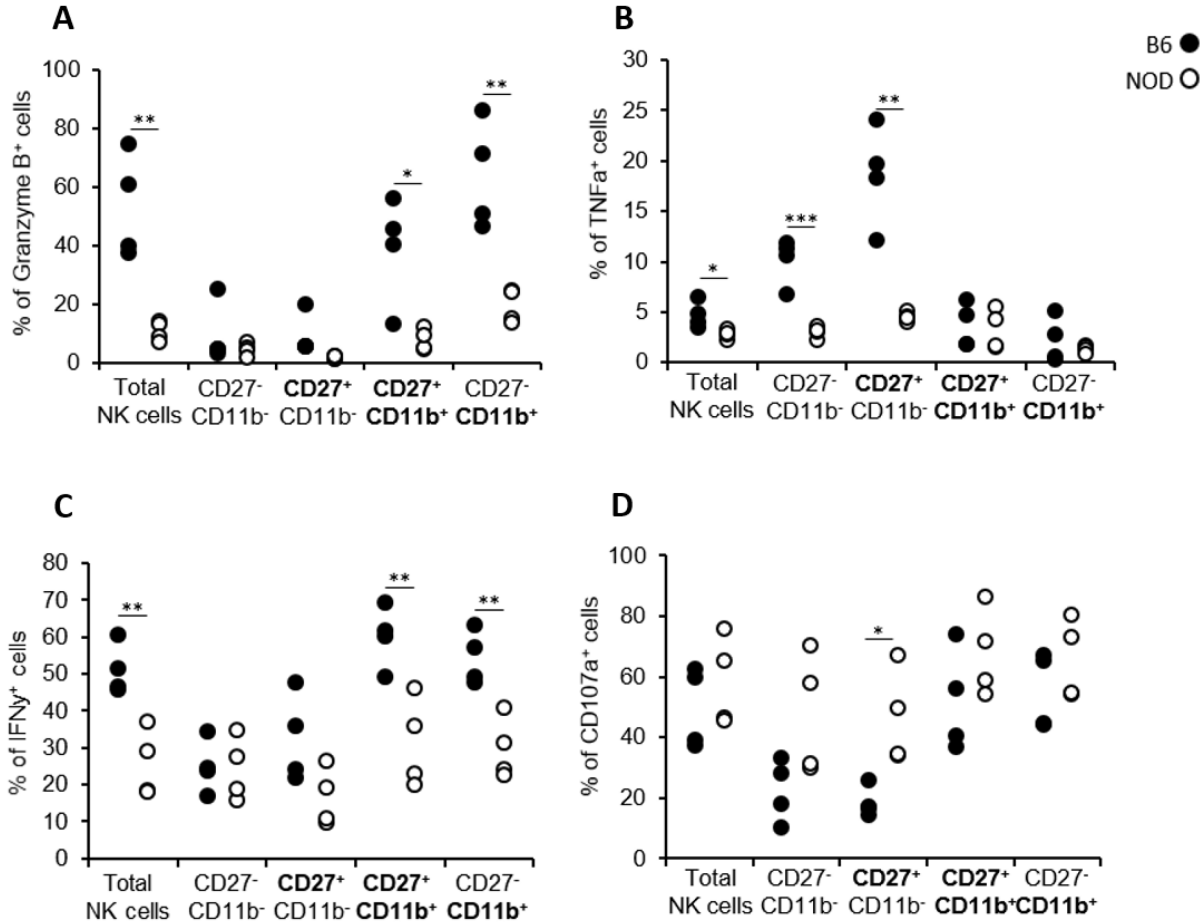 A
% of Granzyme B⁺ cells
100
80
60
40
20
0
**
*
**
Total CD27⁻ CD27⁺ CD27⁺ CD27⁻
NK cells CD11b⁻ CD11b⁻ CD11b⁺ CD11b⁺
B
B6
NOD
% of TNFa⁺ cells
30
25
20
15
10
5
0
*
***
**
Total CD27⁻ CD27⁺ CD27⁺ CD27⁻
NK cells CD11b⁻ CD11b⁻ CD11b⁺ CD11b⁺
C
% of IFNy⁺ cells
80
70
60
50
40
30
20
10
0
**
**
**
Total CD27⁻ CD27⁺ CD27⁺ CD27⁻
NK cells CD11b⁻ CD11b⁻ CD11b⁺ CD11b⁺
D
% of CD107a⁺ cells
100
80
60
40
20
0
*
Total CD27⁻ CD27⁺ CD27⁺ CD27⁻
NK cells CD11b⁻ CD11b⁻ CD11b⁺ CD11b⁺